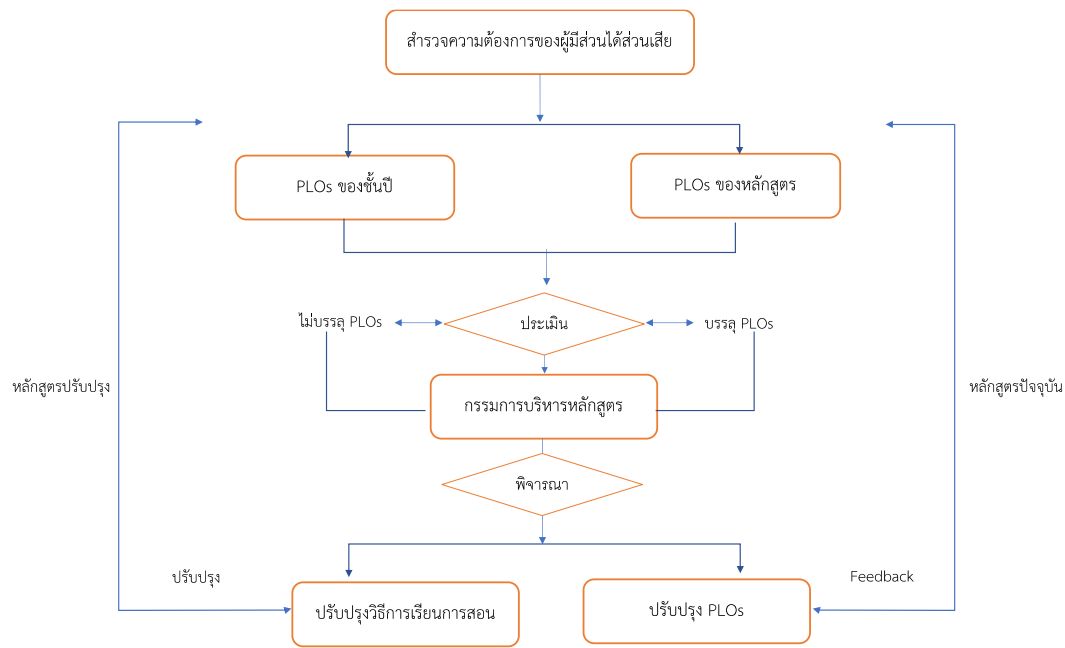 สำรวจความต้องการของผู้มีส่วนได้ส่วนเสีย
PLOs ของชั้นปี
PLOs ของหลักสูตร
ไม่บรรลุ PLOs
ประเมิน
บรรลุ PLOs
หลักสูตรปรับปรุง
หลักสูตรปัจจุบัน
กรรมการบริหารหลักสูตร
พิจารณา
ปรับปรุง
Feedback
ปรับปรุงวิธีการเรียนการสอน
ปรับปรุง PLOs